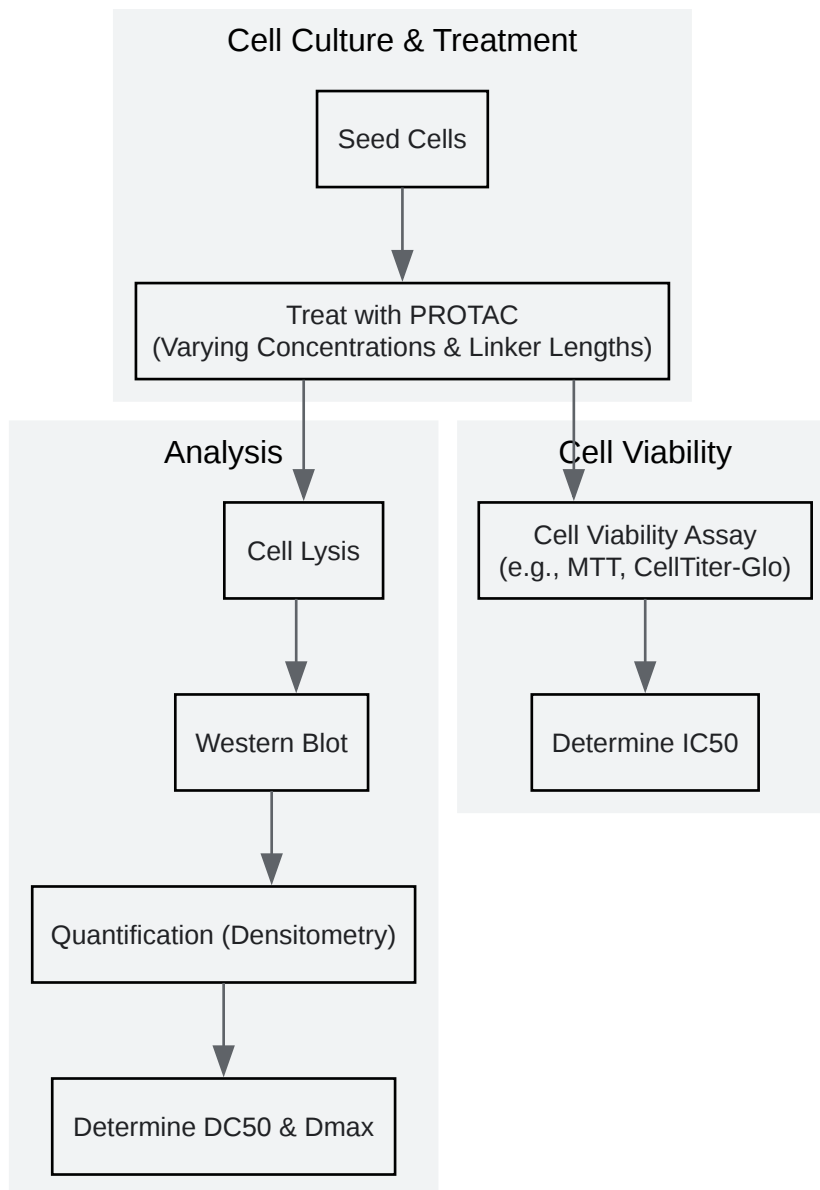 Cell Culture & Treatment
Seed Cells
Treat with PROTAC
(Varying Concentrations & Linker Lengths)
Analysis
Cell Lysis
Western Blot
Quantification (Densitometry)
Determine DC50 & Dmax
Cell Viability
Cell Viability Assay
(e.g., MTT, CellTiter-Glo)
Determine IC50